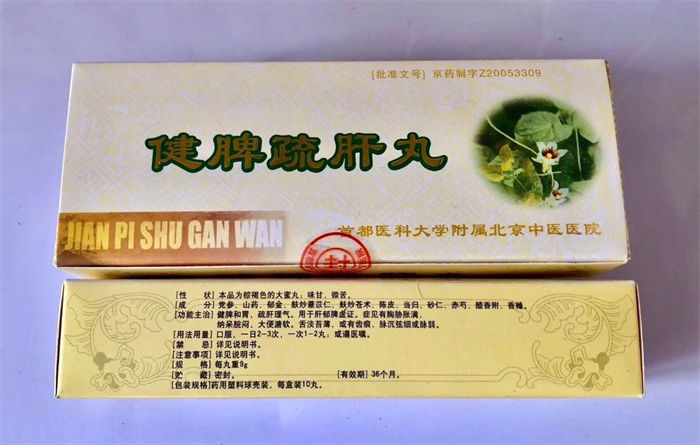 [批准文号] 京药制字Z20053309
健脾疏肝丸
JIAN PI SHU GAN WAN
首都医科大学附属北京中医医院
封
[性 状] 本品为棕褐色的大蜜丸；味甘、微苦。
[成 分] 党参、山药、郁金、麸炒薏苡仁、麸炒苍术、陈皮、当归、砂仁、赤芍、醋香附、香橼。
[功能主治] 健脾和胃，疏肝理气。用于肝郁脾虚证。症见有胸胁胀满，
纳呆脘闷，大便溏软，舌淡苔薄，或有齿痕，脉沉弦细或脉弱。
[用法用量] 口服，一日2-3次，一次1-2丸；或遵医嘱。
[禁 忌] 详见说明书。
[注意事项] 详见说明书。
[规 格] 每丸重9g
[贮 藏] 密封。 [有效期] 36个月。
[包装规格] 药用塑料球壳装，每盒装10丸。